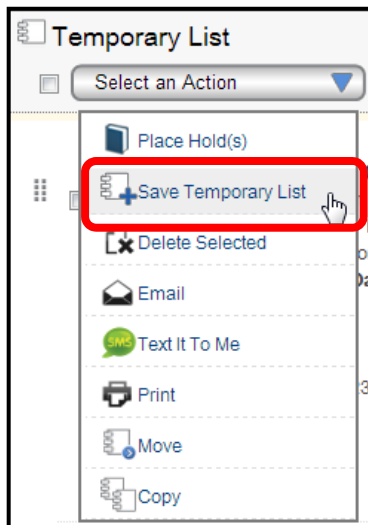 Temporary List
Select an Action
Place Hold(s)
Save Temporary List
Delete Selected
Email
SMS Text It To Me
Print
Move
Copy